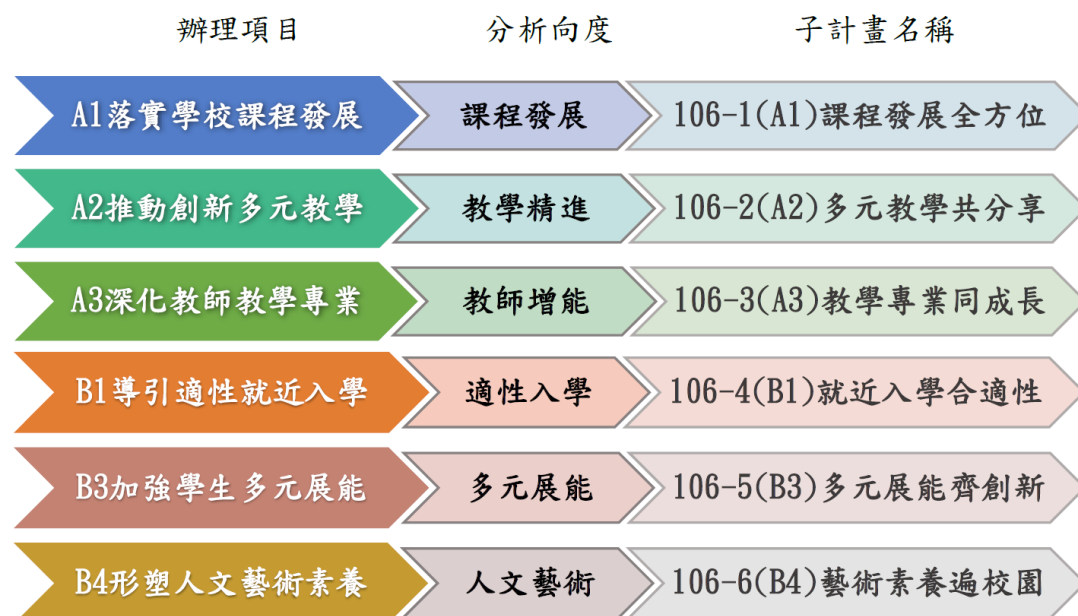 辦理項目 分析向度 子計畫名稱
A1落實學校課程發展 課程發展 106-1(A1)課程發展全方位
A2推動創新多元教學 教學精進 106-2(A2)多元教學共分享
A3深化教師教學專業 教師增能 106-3(A3)教學專業同成長
B1導引適性就近入學 適性入學 106-4(B1)就近入學合適性
B3加強學生多元展能 多元展能 106-5(B3)多元展能齊創新
B4形塑人文藝術素養 人文藝術 106-6(B4)藝術素養遍校園